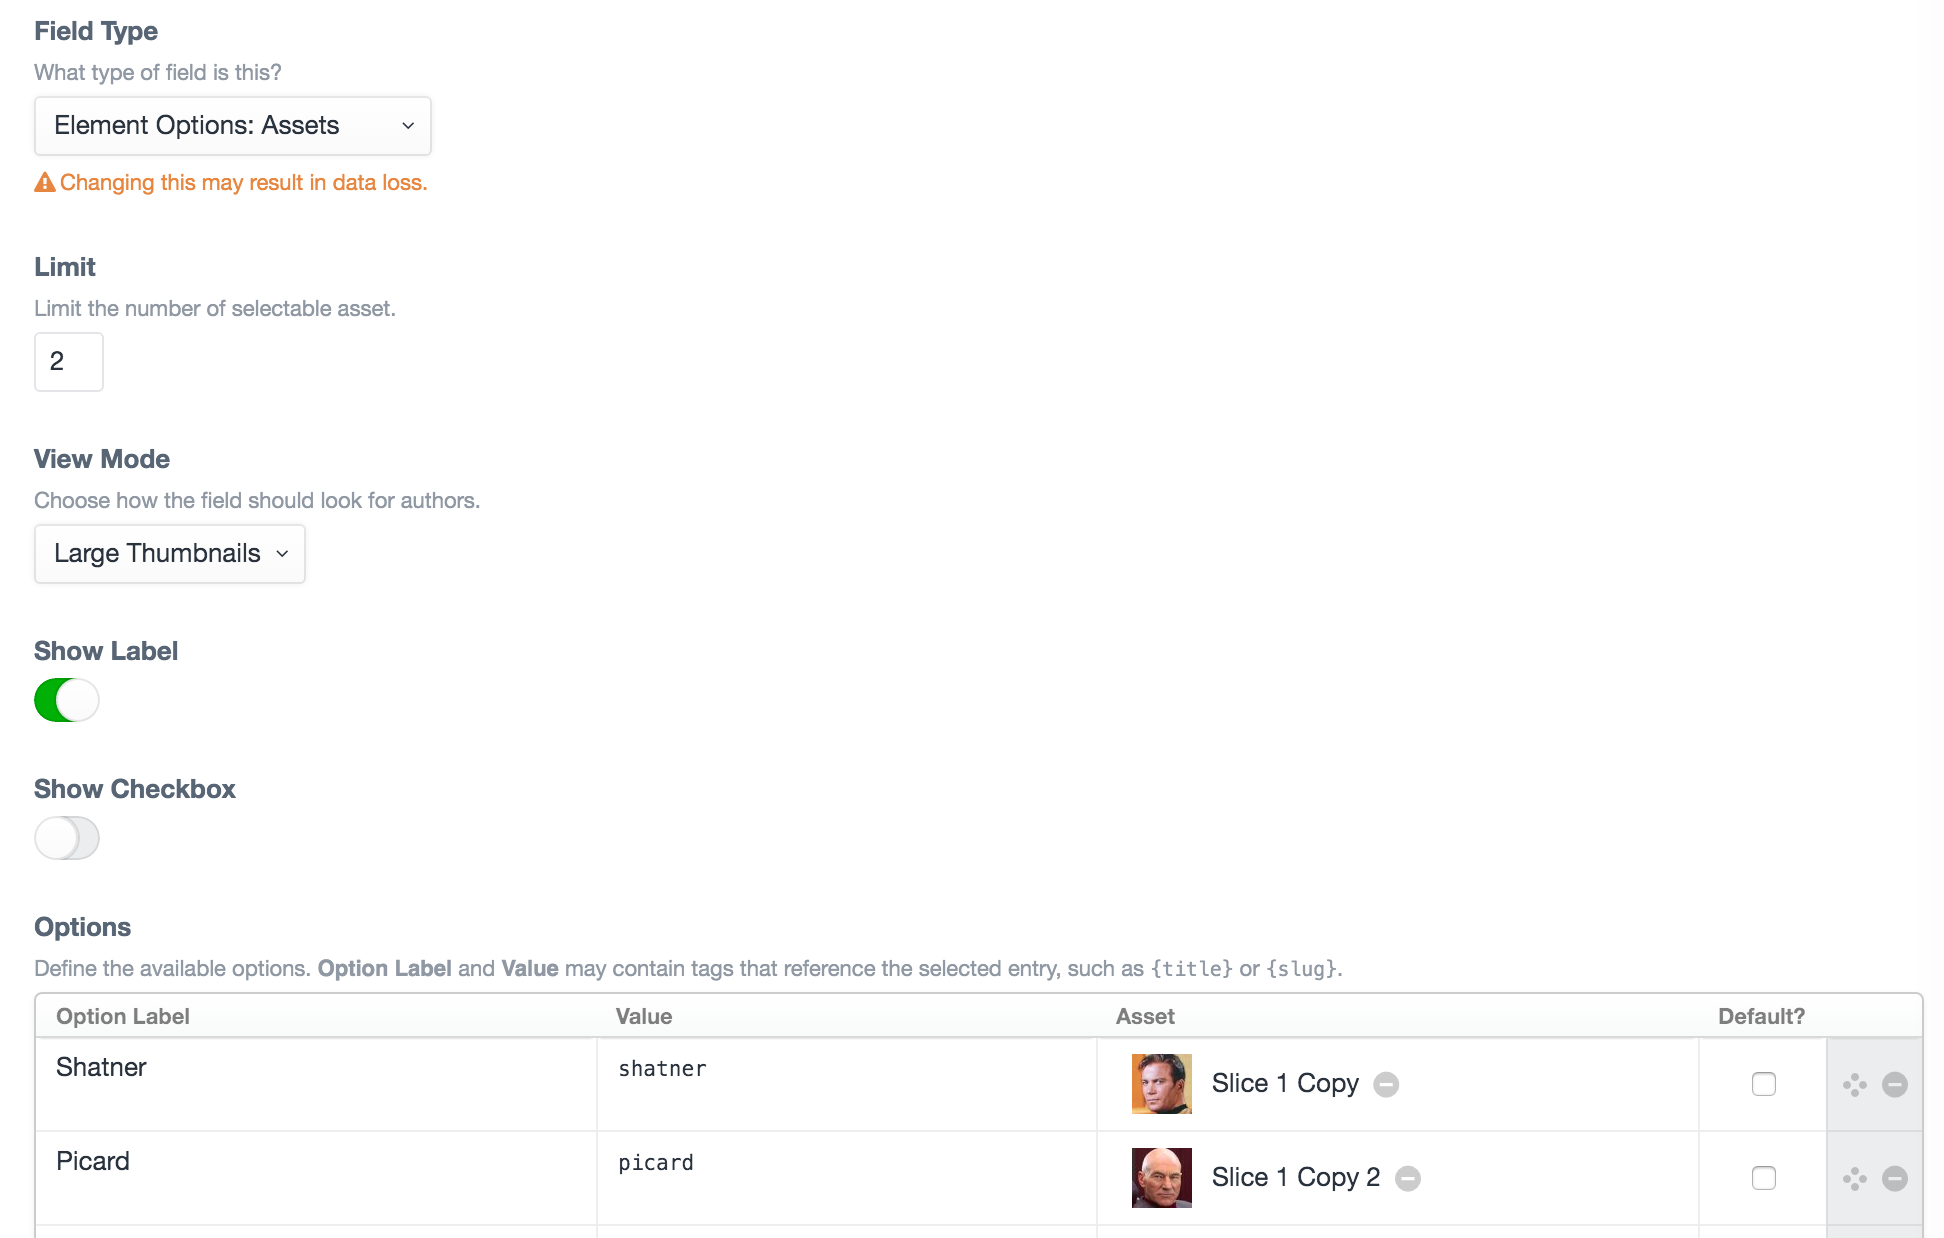 Field Type
What type of field is this?
Element Options: Assets
Changing this may result in data loss.
Limit
Limit the number of selectable asset.
2
View Mode
Choose how the field should look for authors.
Large Thumbnails
Show Label
Show Checkbox
Options
Define the available options. Option Label and Value may contain tags that reference the selected entry, such as {title} or {slug}.
Option Label Value Asset Default?
Shatner shatner Slice 1 Copy
Picard picard Slice 1 Copy 2